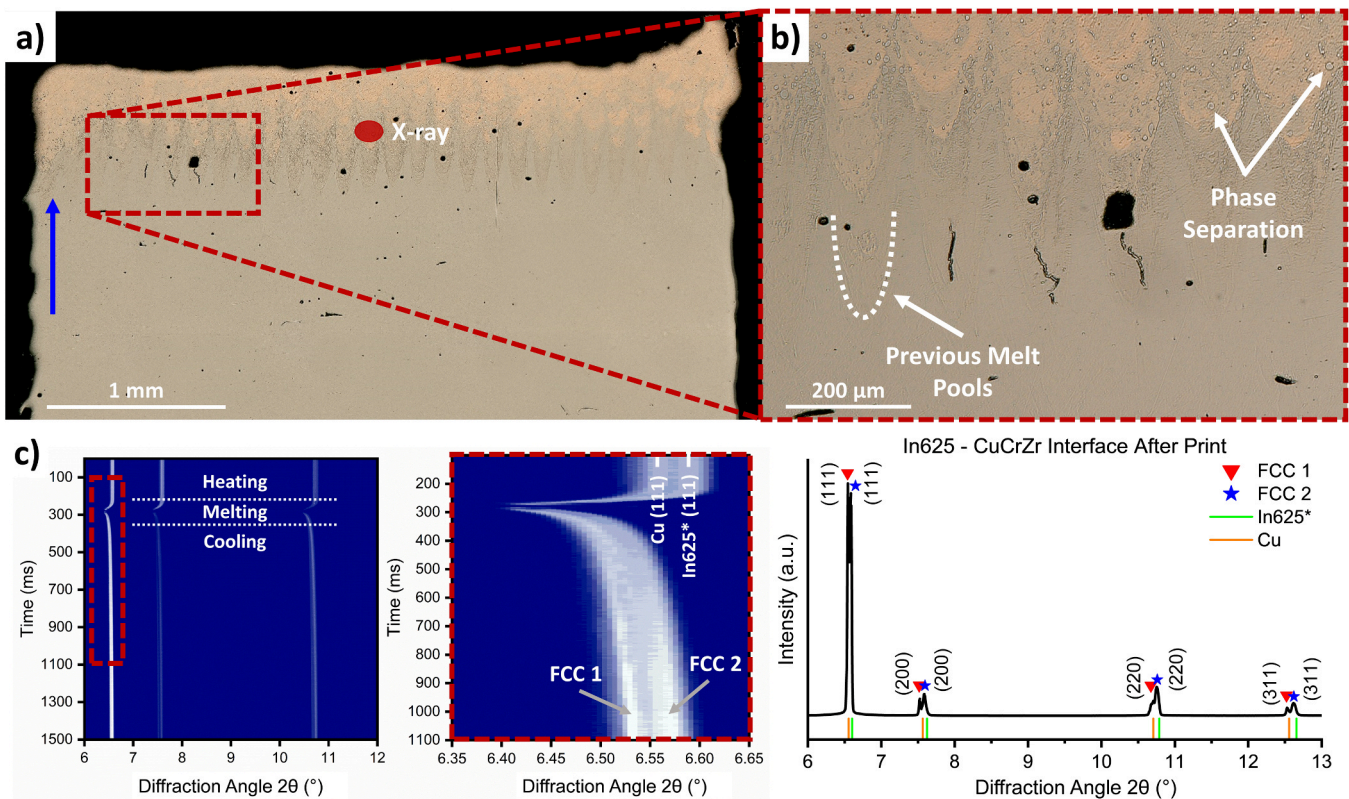 a)
X-ray
1 mm
b)
Phase
Separation
Previous Melt
Pools
200 µm
c)
Heating
Melting
Cooling
100
300
500
700
900
1100
1300
1500
Time (ms)
6 7 8 9 10 11 12
Diffraction Angle 2θ (°)
Cu (111)
In625* (111)
FCC 1
FCC 2
200
300
400
500
600
700
800
900
1000
1100
Time (ms)
6.35 6.40 6.45 6.50 6.55 6.60 6.65
Diffraction Angle 2θ (°)
In625 - CuCrZr Interface After Print
FCC 1
FCC 2
In625*
Cu
(111) (111)
(200) (200)
(220) (220)
(311) (311)
Intensity (a.u.)
6 7 8 9 10 11 12 13
Diffraction Angle 2θ (°)